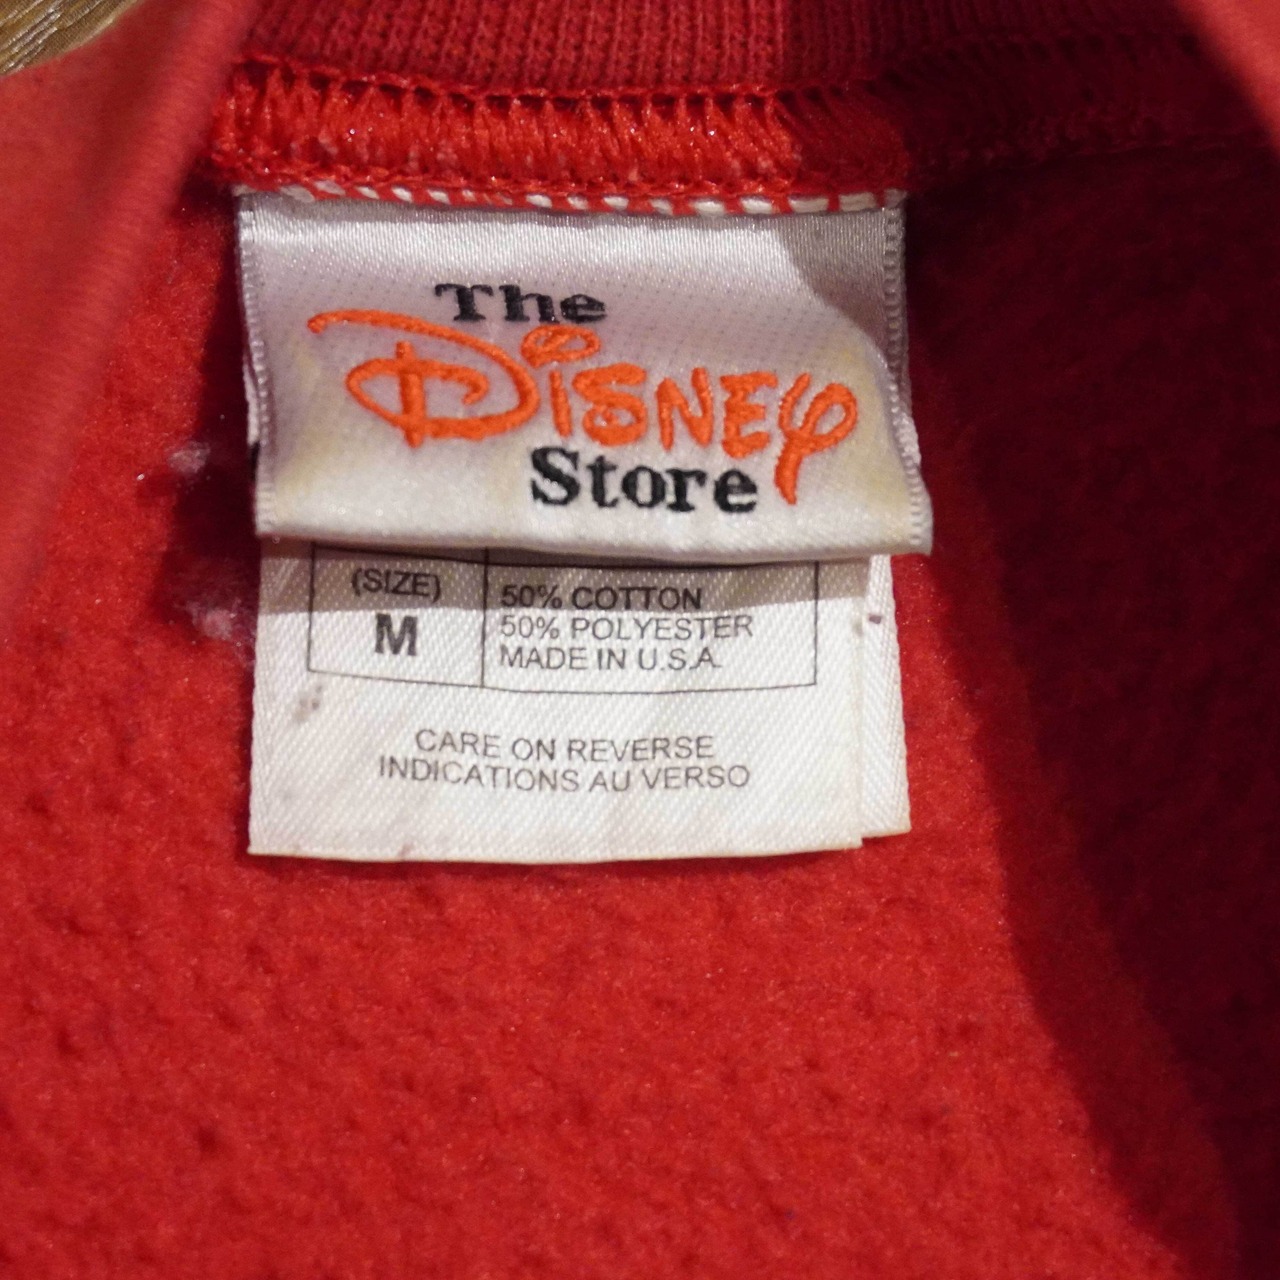 The
Disney
Store
(SIZE)
M
50% COTTON
50% POLYESTER
MADE IN U.S.A.
CARE ON REVERSE
INDICATIONS AU VERSO